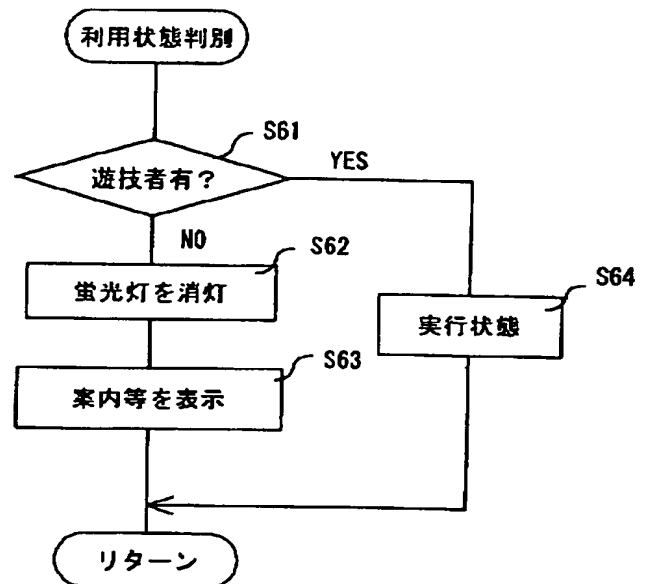 利用状態判別
S61
遊技者有?
YES
NO
S62
蛍光灯を消灯
S64
実行状態
S63
案内等を表示
リターン